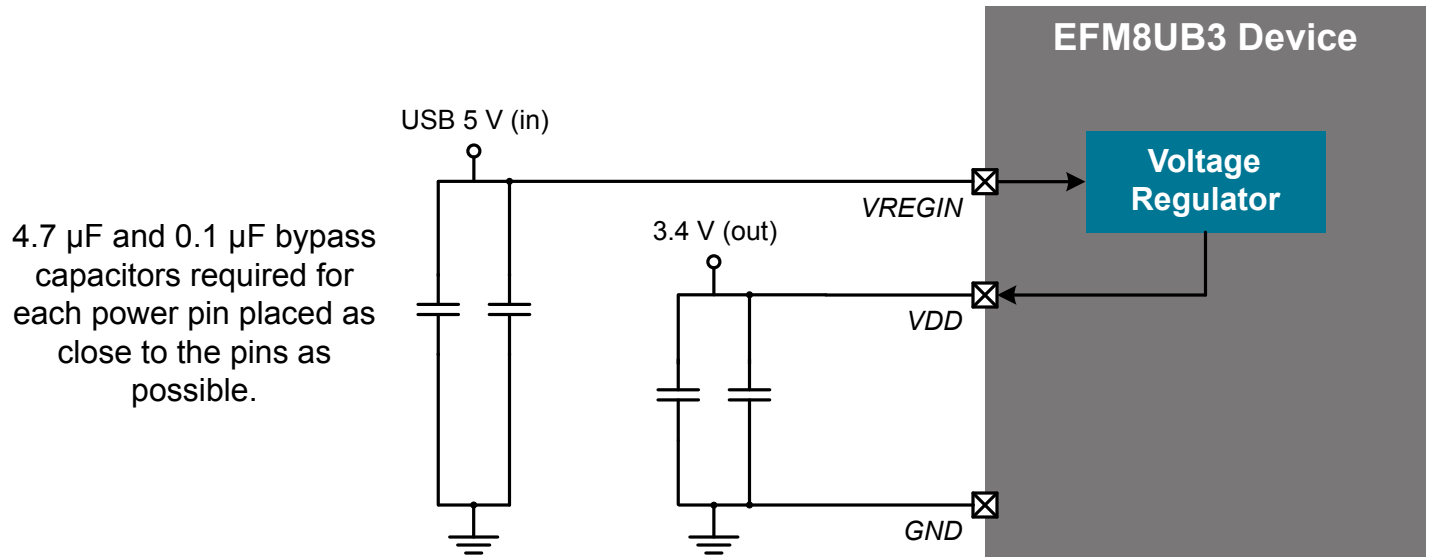 EFM8UB3 Device
USB 5 V (in)
Voltage
Regulator
VREGIN
3.4 V (out)
4.7 µF and 0.1 µF bypass
capacitors required for
each power pin placed as
close to the pins as
possible.
VDD
GND